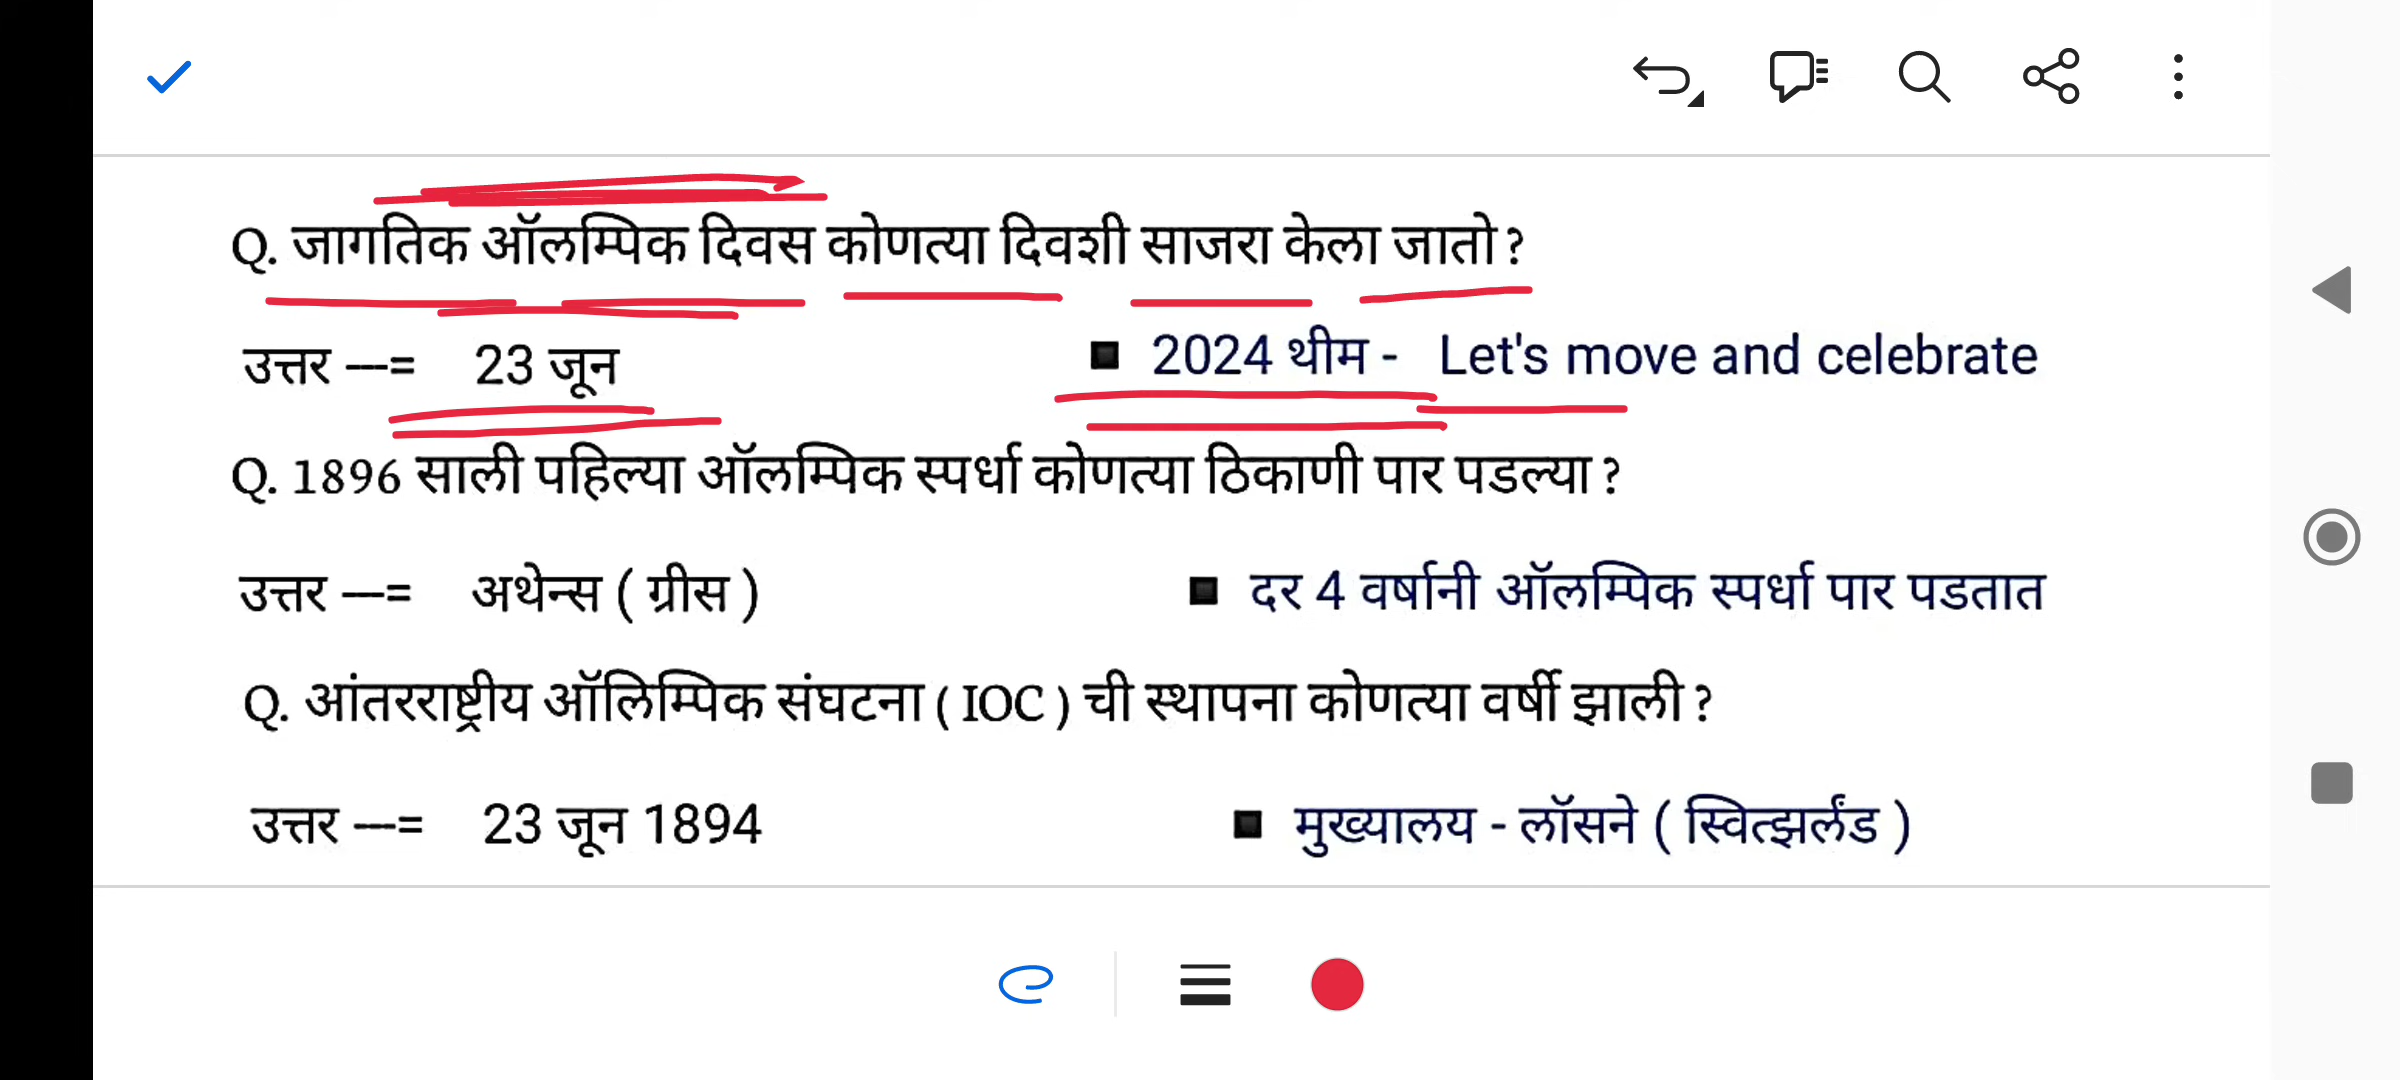 Q. जागतिक ऑलम्पिक दिवस कोणत्या दिवशी साजरा केला जातो ?
उत्तर —= 23 जून ▪ 2024 थीम - Let's move and celebrate
Q. 1896 साली पहिल्या ऑलम्पिक स्पर्धा कोणत्या ठिकाणी पार पडल्या ?
उत्तर —= अथेन्स ( ग्रीस ) ▪ दर 4 वर्षानी ऑलम्पिक स्पर्धा पार पडतात
Q. आंतरराष्ट्रीय ऑलिम्पिक संघटना ( IOC ) ची स्थापना कोणत्या वर्षी झाली ?
उत्तर —= 23 जून 1894 ▪ मुख्यालय - लॉसने ( स्वित्झर्लंड )